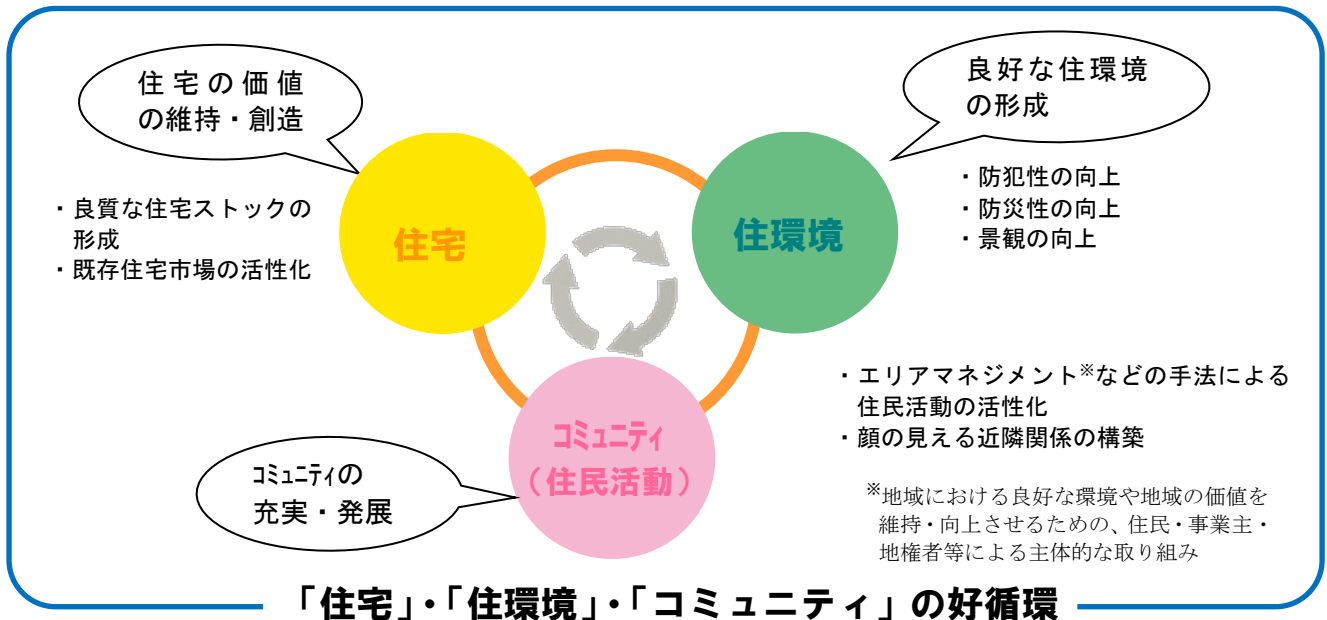 住宅の価値
の維持・創造
・良質な住宅ストックの
形成
・既存住宅市場の活性化
住宅
良好な住環境
の形成
・防犯性の向上
・防災性の向上
・景観の向上
住環境
コミュニティ
(住民活動)
コミュニティの
充実・発展
・エリアマネジメント※などの手法による
住民活動の活性化
・顔の見える近隣関係の構築
※地域における良好な環境や地域の価値を
維持・向上させるための、住民・事業主・
地権者等による主体的な取り組み
「住宅」・「住環境」・「コミュニティ」の好循環